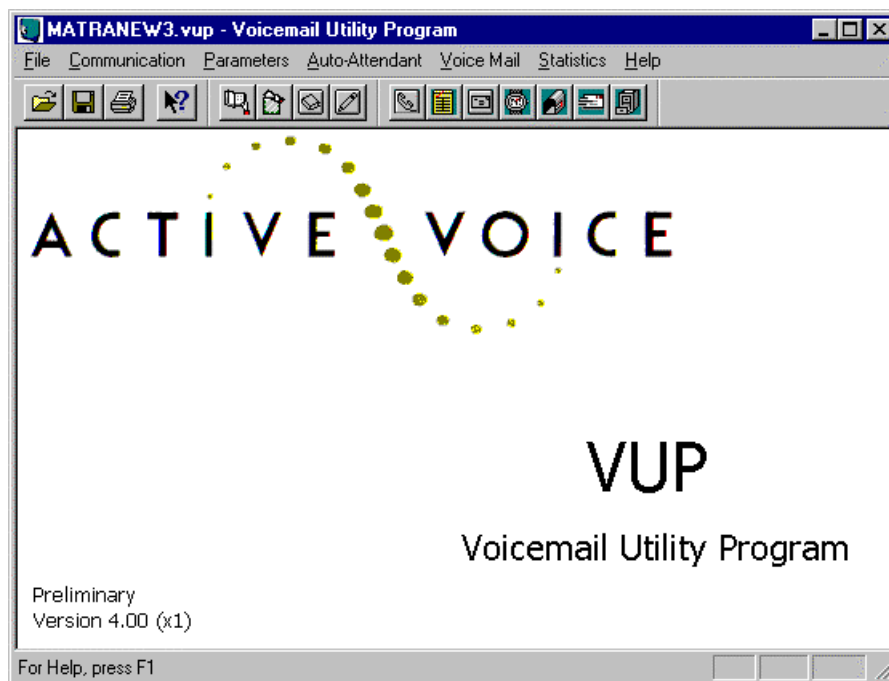 MATRANEW3.vup - Voicemail Utility Program
File Communication Parameters Auto-Attendant Voice Mail Statistics Help
ACTIVE VOICE
VUP
Voicemail Utility Program
Preliminary
Version 4.00 (x1)
For Help, press F1